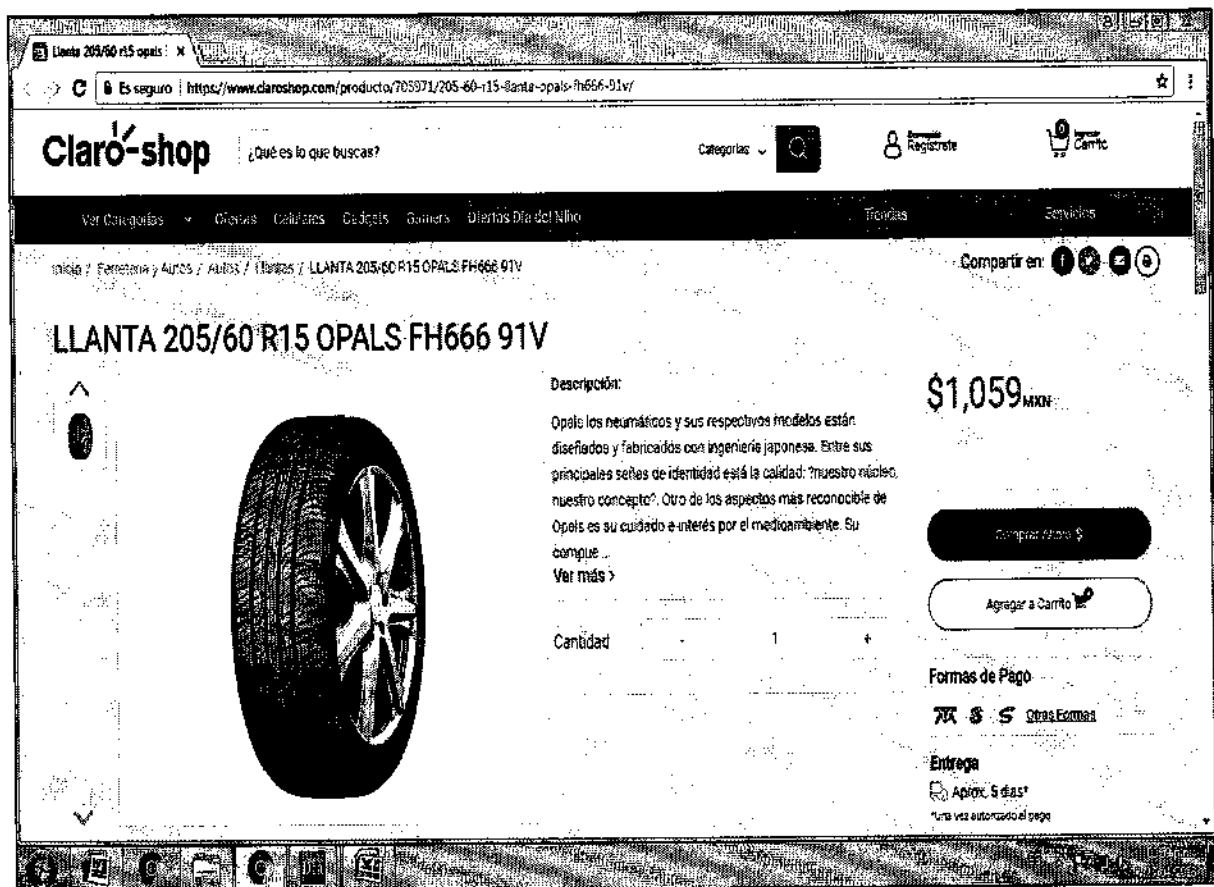 Llanta 205/60 r15 opals
Es seguro | https://www.claroshop.com/producto/705971/205-60-r15-llanta-opals-fh666-91v/
Claro-shop
¿Qué es lo que buscas?
Categorías
Regístrate
0
Carrito
Ver Categorías Ofertas Celulares Gadgets Gamers Ofertas Día del Niño Tiendas Servicios
Inicio / Ferretería y Autos / Autos / Llantas / LLANTA 205/60 R15 OPALS FH666 91V
Compartir en:
LLANTA 205/60 R15 OPALS FH666 91V
Descripción:
Opals los neumáticos y sus respectivos modelos están
diseñados y fabricados con ingeniería japonesa. Entre sus
principales señas de identidad está la calidad: ?nuestro núcleo,
nuestro concepto?. Otro de los aspectos más reconocible de
Opals es su cuidado e interés por el medioambiente. Su
compue ...
Ver más >
Cantidad - 1 +
$1,059 MXN
Comprar Ahora $
Agregar a Carrito
Formas de Pago
Otras Formas
Entrega
Aprox. 5 días*
*Una vez autorizado el pago